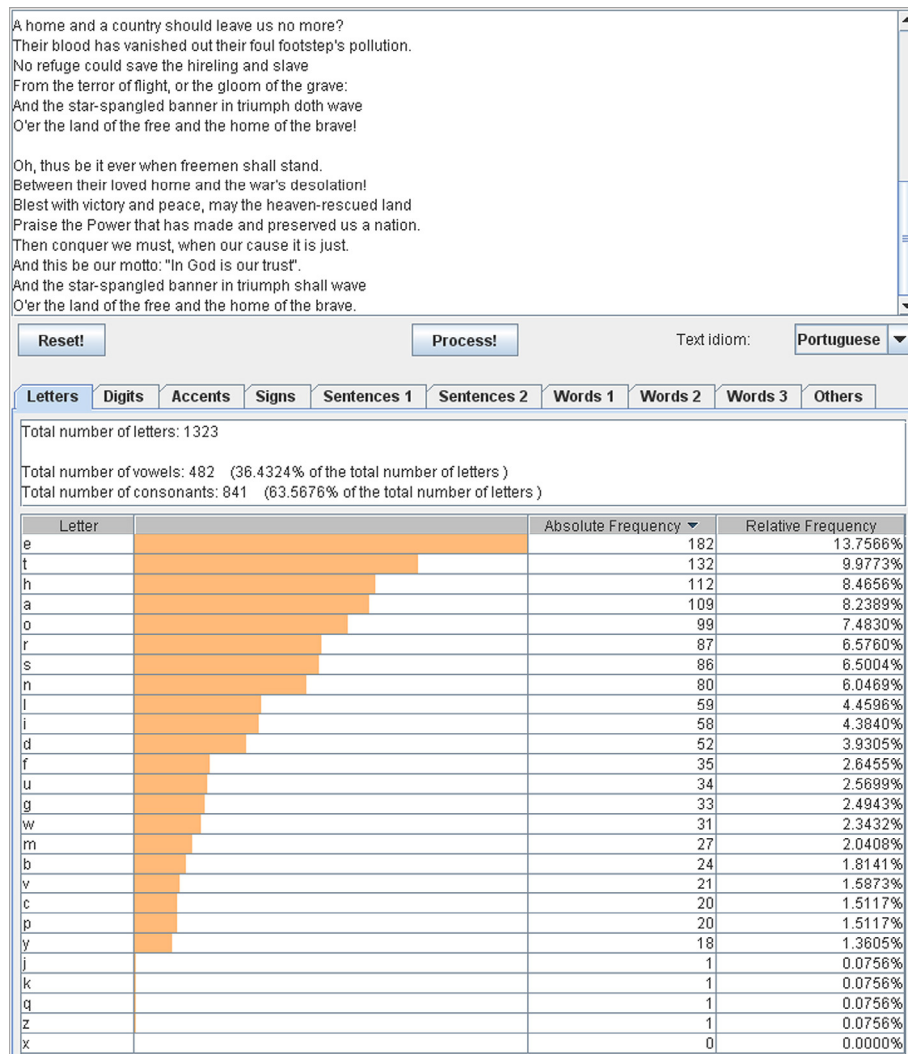 A home and a country should leave us no more?
Their blood has vanished out their foul footstep's pollution.
No refuge could save the hireling and slave
From the terror of flight, or the gloom of the grave:
And the star-spangled banner in triumph doth wave
O'er the land of the free and the home of the brave!
Oh, thus be it ever when freemen shall stand.
Between their loved home and the war's desolation!
Blest with victory and peace, may the heaven-rescued land
Praise the Power that has made and preserved us a nation.
Then conquer we must, when our cause it is just.
And this be our motto: "In God is our trust".
And the star-spangled banner in triumph shall wave
O'er the land of the free and the home of the brave.
Reset! Process! Text idiom: Portuguese
Letters Digits Accents Signs Sentences 1 Sentences 2 Words 1 Words 2 Words 3 Others
Total number of letters: 1323
Total number of vowels: 482 (36.4324% of the total number of letters )
Total number of consonants: 841 (63.5676% of the total number of letters )
Letter Absolute Frequency Relative Frequency
e 182 13.7566%
t 132 9.9773%
h 112 8.4656%
a 109 8.2389%
o 99 7.4830%
r 87 6.5760%
s 86 6.5004%
n 80 6.0469%
l 59 4.4596%
i 58 4.3840%
d 52 3.9305%
f 35 2.6455%
u 34 2.5699%
g 33 2.4943%
w 31 2.3432%
m 27 2.0408%
b 24 1.8141%
v 21 1.5873%
c 20 1.5117%
p 20 1.5117%
y 18 1.3605%
j 1 0.0756%
k 1 0.0756%
q 1 0.0756%
z 1 0.0756%
x 0 0.0000%